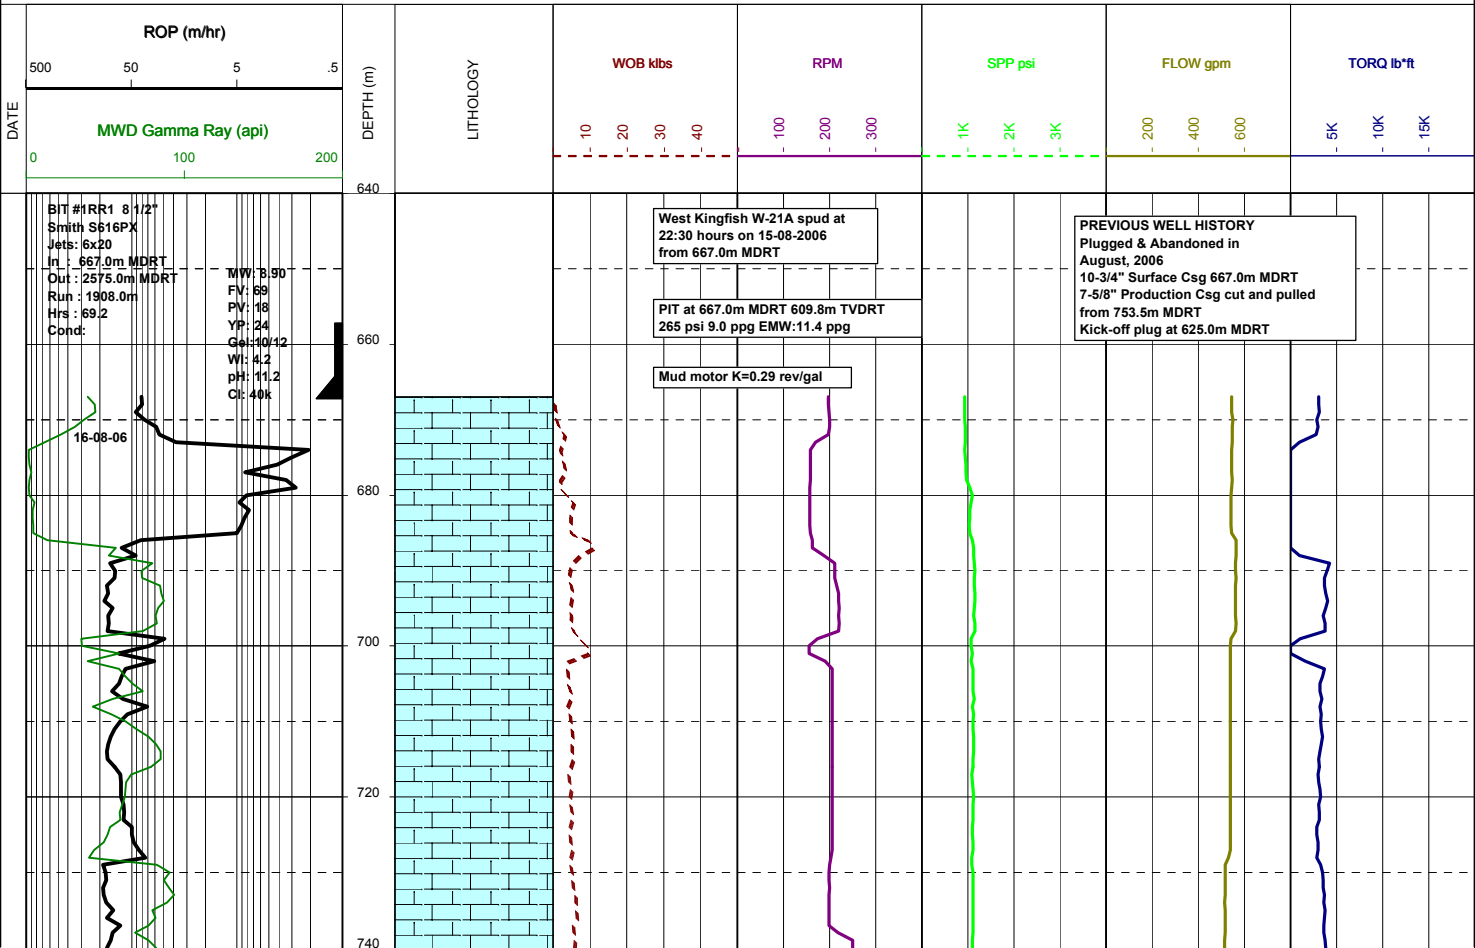 ROP (m/hr)
500 50 5 .5
MWD Gamma Ray (api)
0 100 200
DATE
DEPTH (m)
LITHOLOGY
WOB klbs
10 20 30 40
RPM
100 200 300
SPP psi
1K 2K 3K
FLOW gpm
200 400 600
TORQ lb*ft
5K 10K 15K
640
BIT #1RR1 8 1/2"
Smith S616PX
Jets: 6x20
In : 667.0m MDRT
Out : 2575.0m MDRT
Run : 1908.0m
Hrs : 69.2
Cond:
MW: 8.90
FV: 69
PV: 18
YP: 24
Gel:10/12
Wl: 4.2
pH: 11.2
Cl: 40k
West Kingfish W-21A spud at
22:30 hours on 15-08-2006
from 667.0m MDRT
PREVIOUS WELL HISTORY
Plugged & Abandoned in
August, 2006
10-3/4" Surface Csg 667.0m MDRT
7-5/8" Production Csg cut and pulled
from 753.5m MDRT
Kick-off plug at 625.0m MDRT
PIT at 667.0m MDRT 609.8m TVDRT
265 psi 9.0 ppg EMW:11.4 ppg
660
Mud motor K=0.29 rev/gal
16-08-06
680
700
720
740